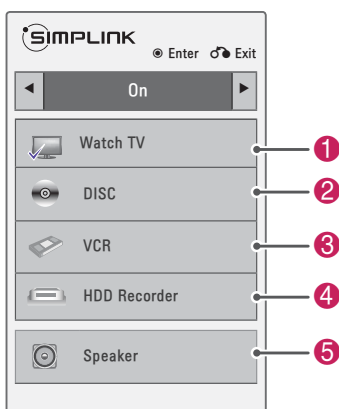 SIMPLINK
Enter Exit
◄ On ►
Watch TV 1
DISC 2
VCR 3
HDD Recorder 4
Speaker 5